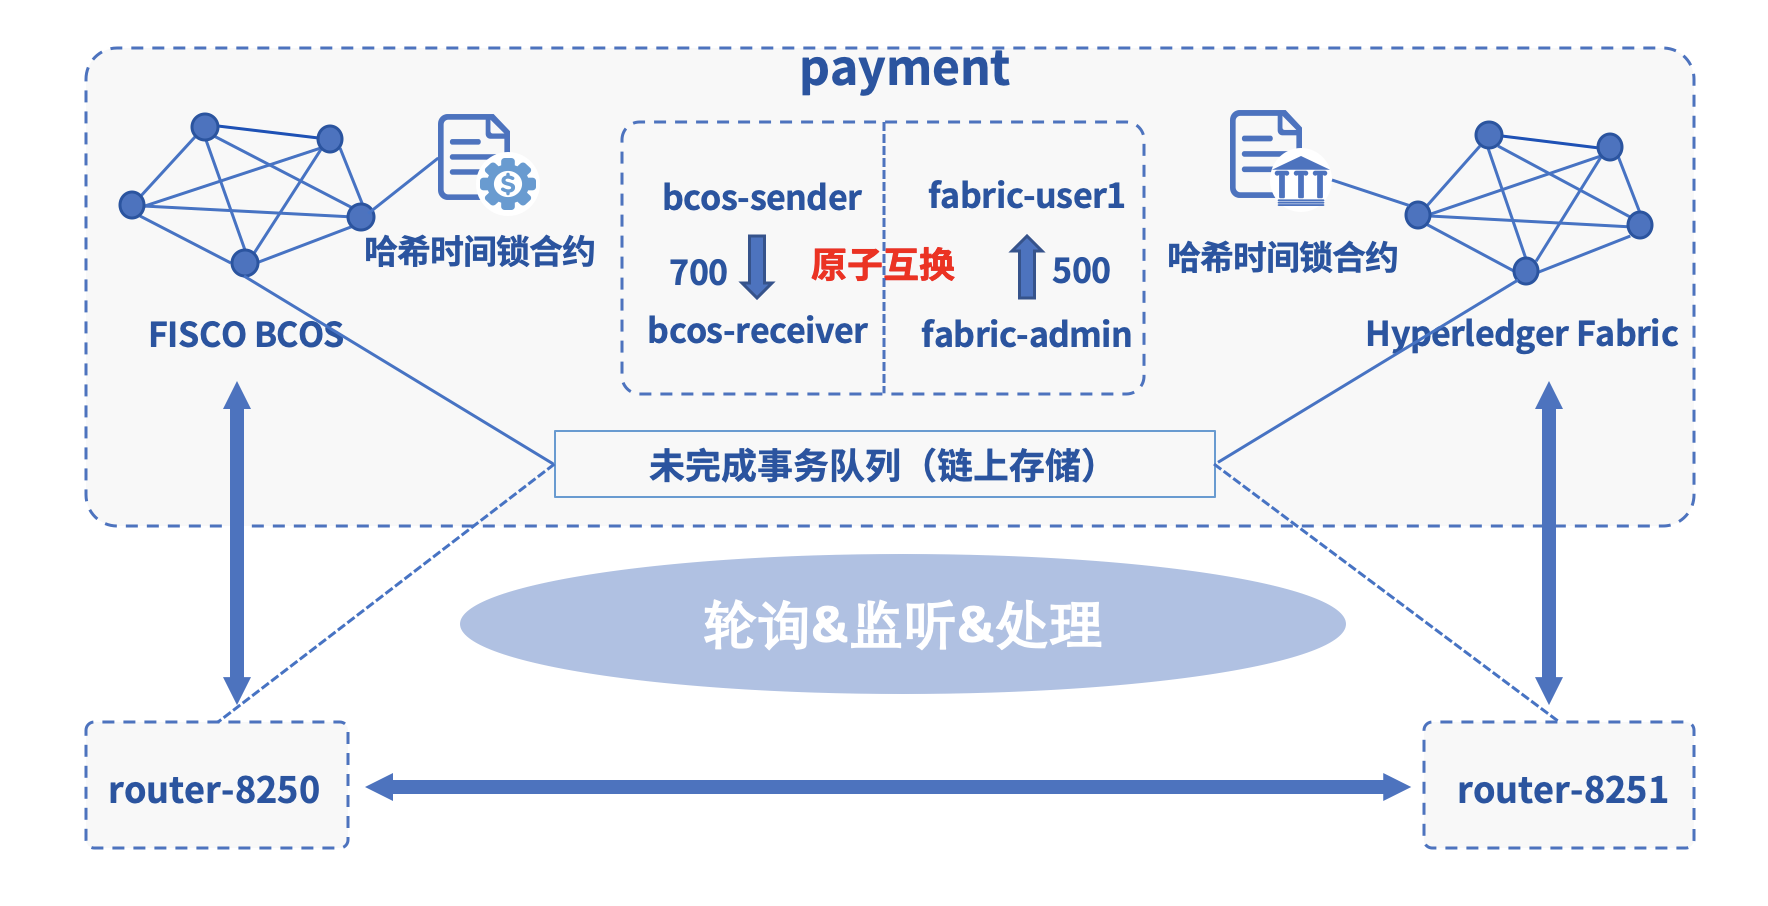 payment
bcos-sender
fabric-user1
哈希时间锁合约
700
原子互换
500
哈希时间锁合约
bcos-receiver
fabric-admin
FISCO BCOS
Hyperledger Fabric
未完成事务队列（链上存储）
轮询&监听&处理
router-8250
router-8251